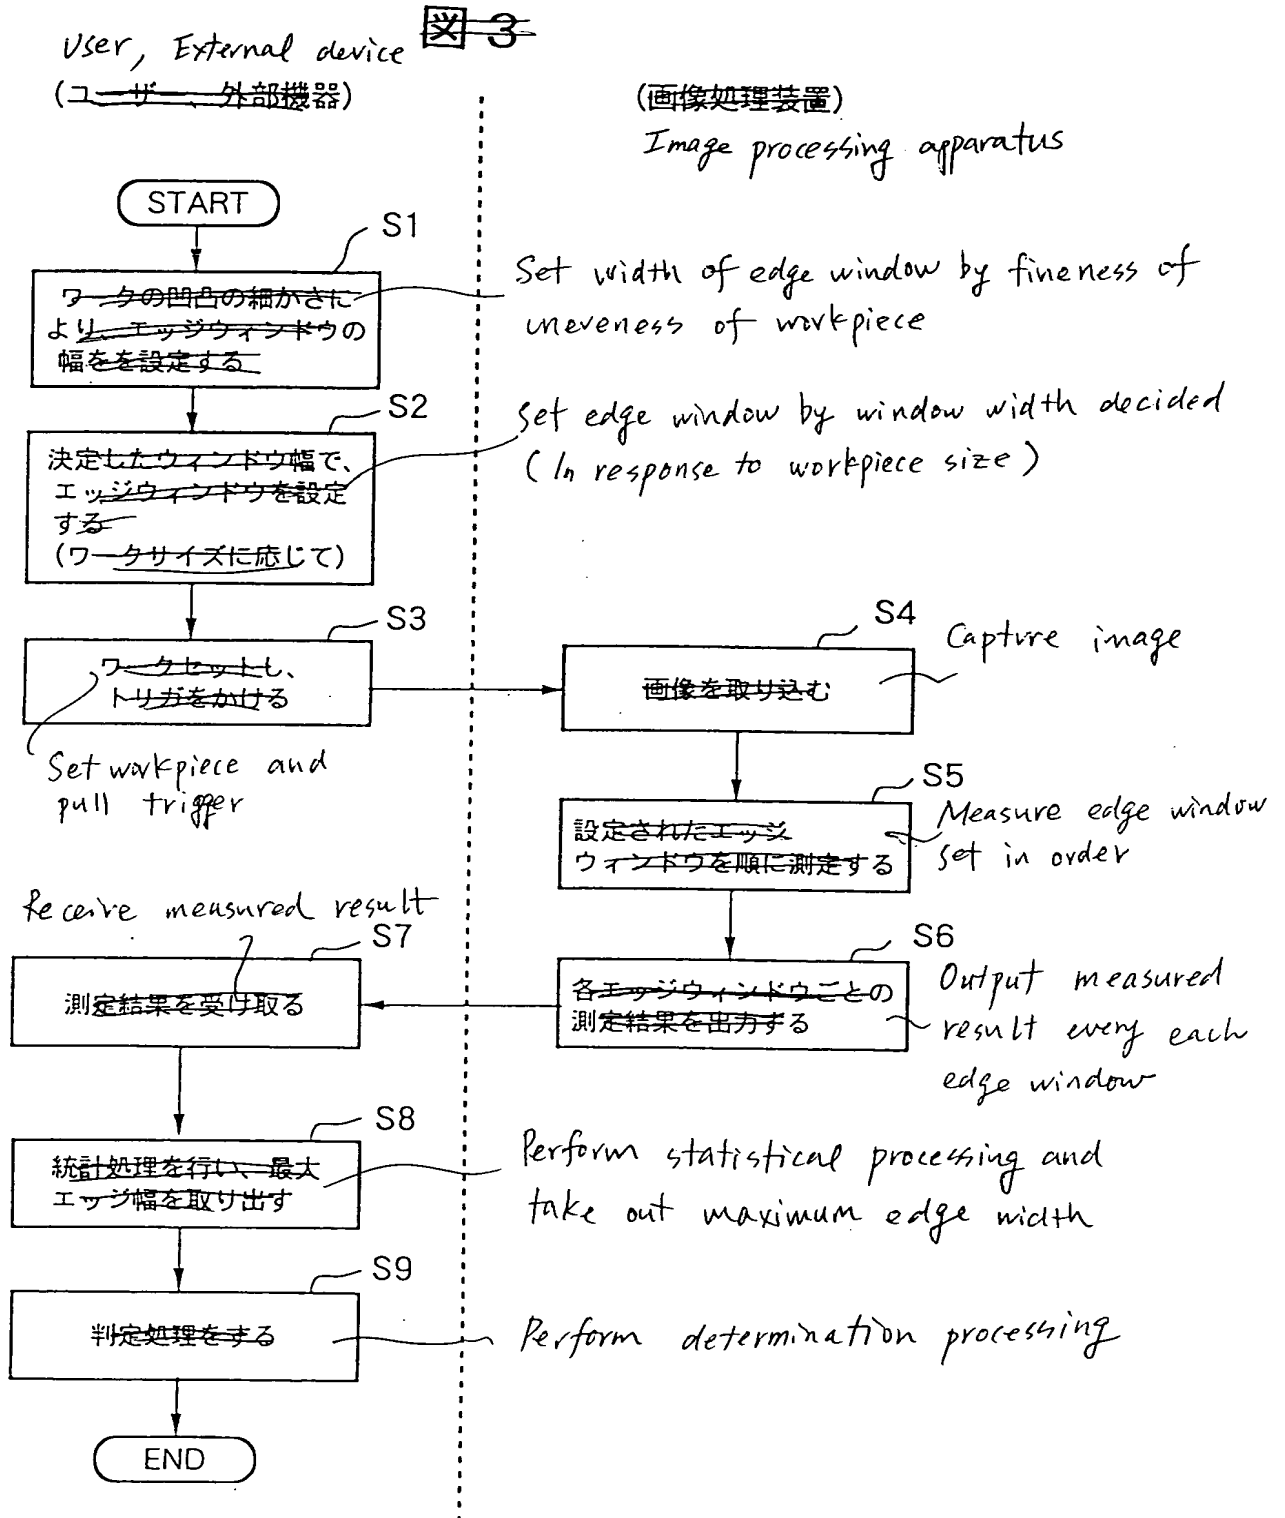 図 3
User, External device
(ユーザー、外部機器)
(画像処理装置)
Image processing apparatus
START
S1
ワークの凹凸の細かさに
より、エッジウィンドウの
幅をを設定する
Set width of edge window by fineness of
uneveness of workpiece
S2
決定したウィンドウ幅で、
エッジウィンドウを設定
する
(ワークサイズに応じて)
Set edge window by window width decided
(In response to workpiece size)
S3
ワークセットし、
トリガをかける
Set workpiece and
pull trigger
S4
画像を取り込む
Capture image
S5
設定されたエッジ
ウィンドウを順に測定する
Measure edge window
set in order
S6
各エッジウィンドウごとの
測定結果を出力する
Output measured
result every each
edge window
Receive measured result
S7
測定結果を受け取る
S8
統計処理を行い、最大
エッジ幅を取り出す
Perform statistical processing and
take out maximum edge width
S9
判定処理をする
Perform determination processing
END